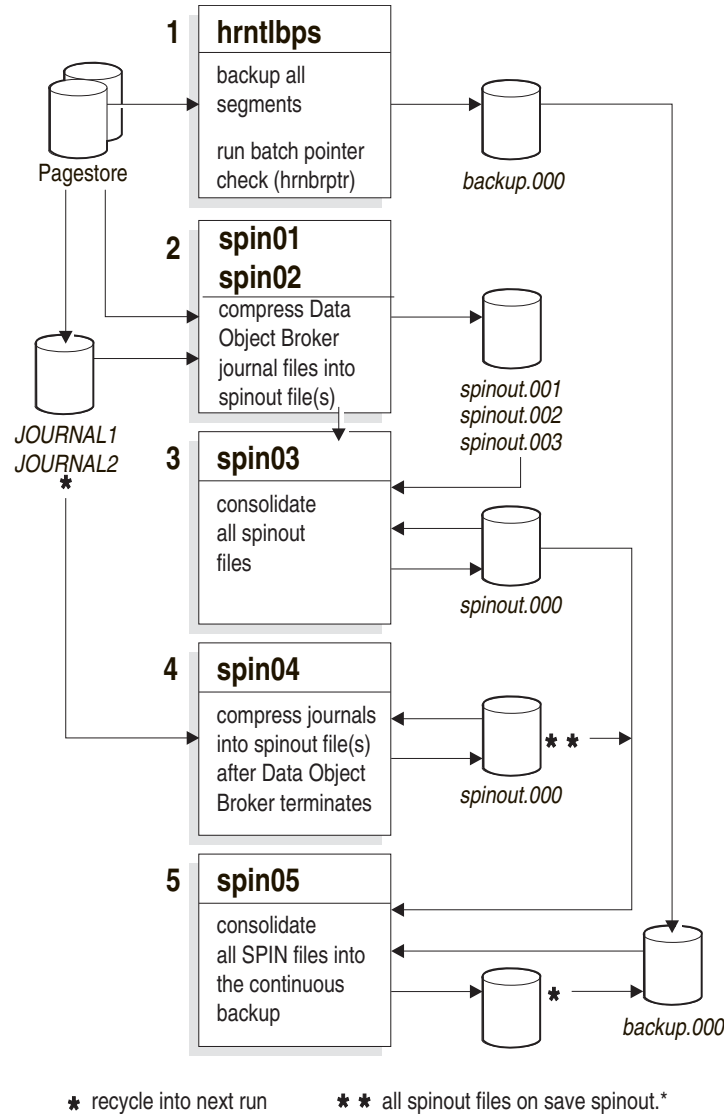 1 hrntlbps
backup all
segments
run batch pointer
check (hrnbrptr)
Pagestore
backup.000
2 spin01
spin02
compress Data
Object Broker
journal files into
spinout file(s)
spinout.001
spinout.002
spinout.003
JOURNAL1
JOURNAL2
*
3 spin03
consolidate
all spinout
files
spinout.000
4 spin04
compress journals
into spinout file(s)
after Data Object
Broker terminates
* *
spinout.000
5 spin05
consolidate
all SPIN files into
the continuous
backup
*
backup.000
* recycle into next run
* * all spinout files on save spinout.*